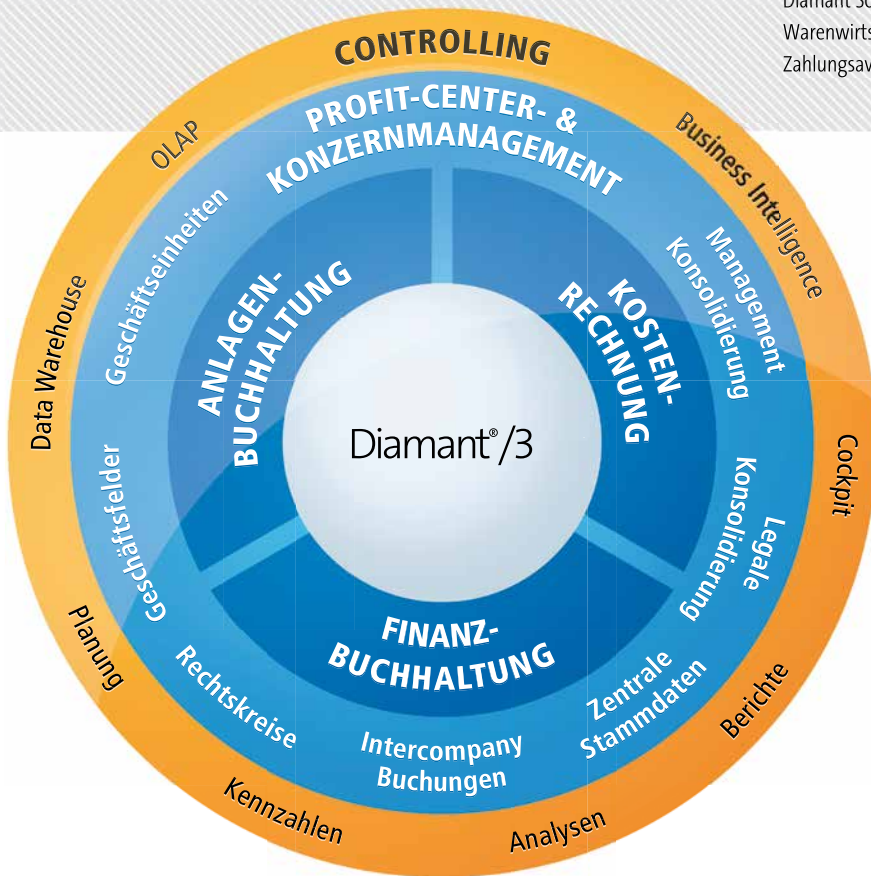 CONTROLLING
OLAP
Business Intelligence
Data Warehouse
Cockpit
Planung
Berichte
Kennzahlen
Analysen
PROFIT-CENTER- &
KONZERNMANAGEMENT
Geschäftseinheiten
Management
Konsolidierung
Geschäftsfelder
Legale
Konsolidierung
Rechtskreise
Intercompany
Buchungen
Zentrale
Stammdaten
ANLAGEN-
BUCHHALTUNG
KOSTEN-
RECHNUNG
FINANZ-
BUCHHALTUNG
Diamant®/3